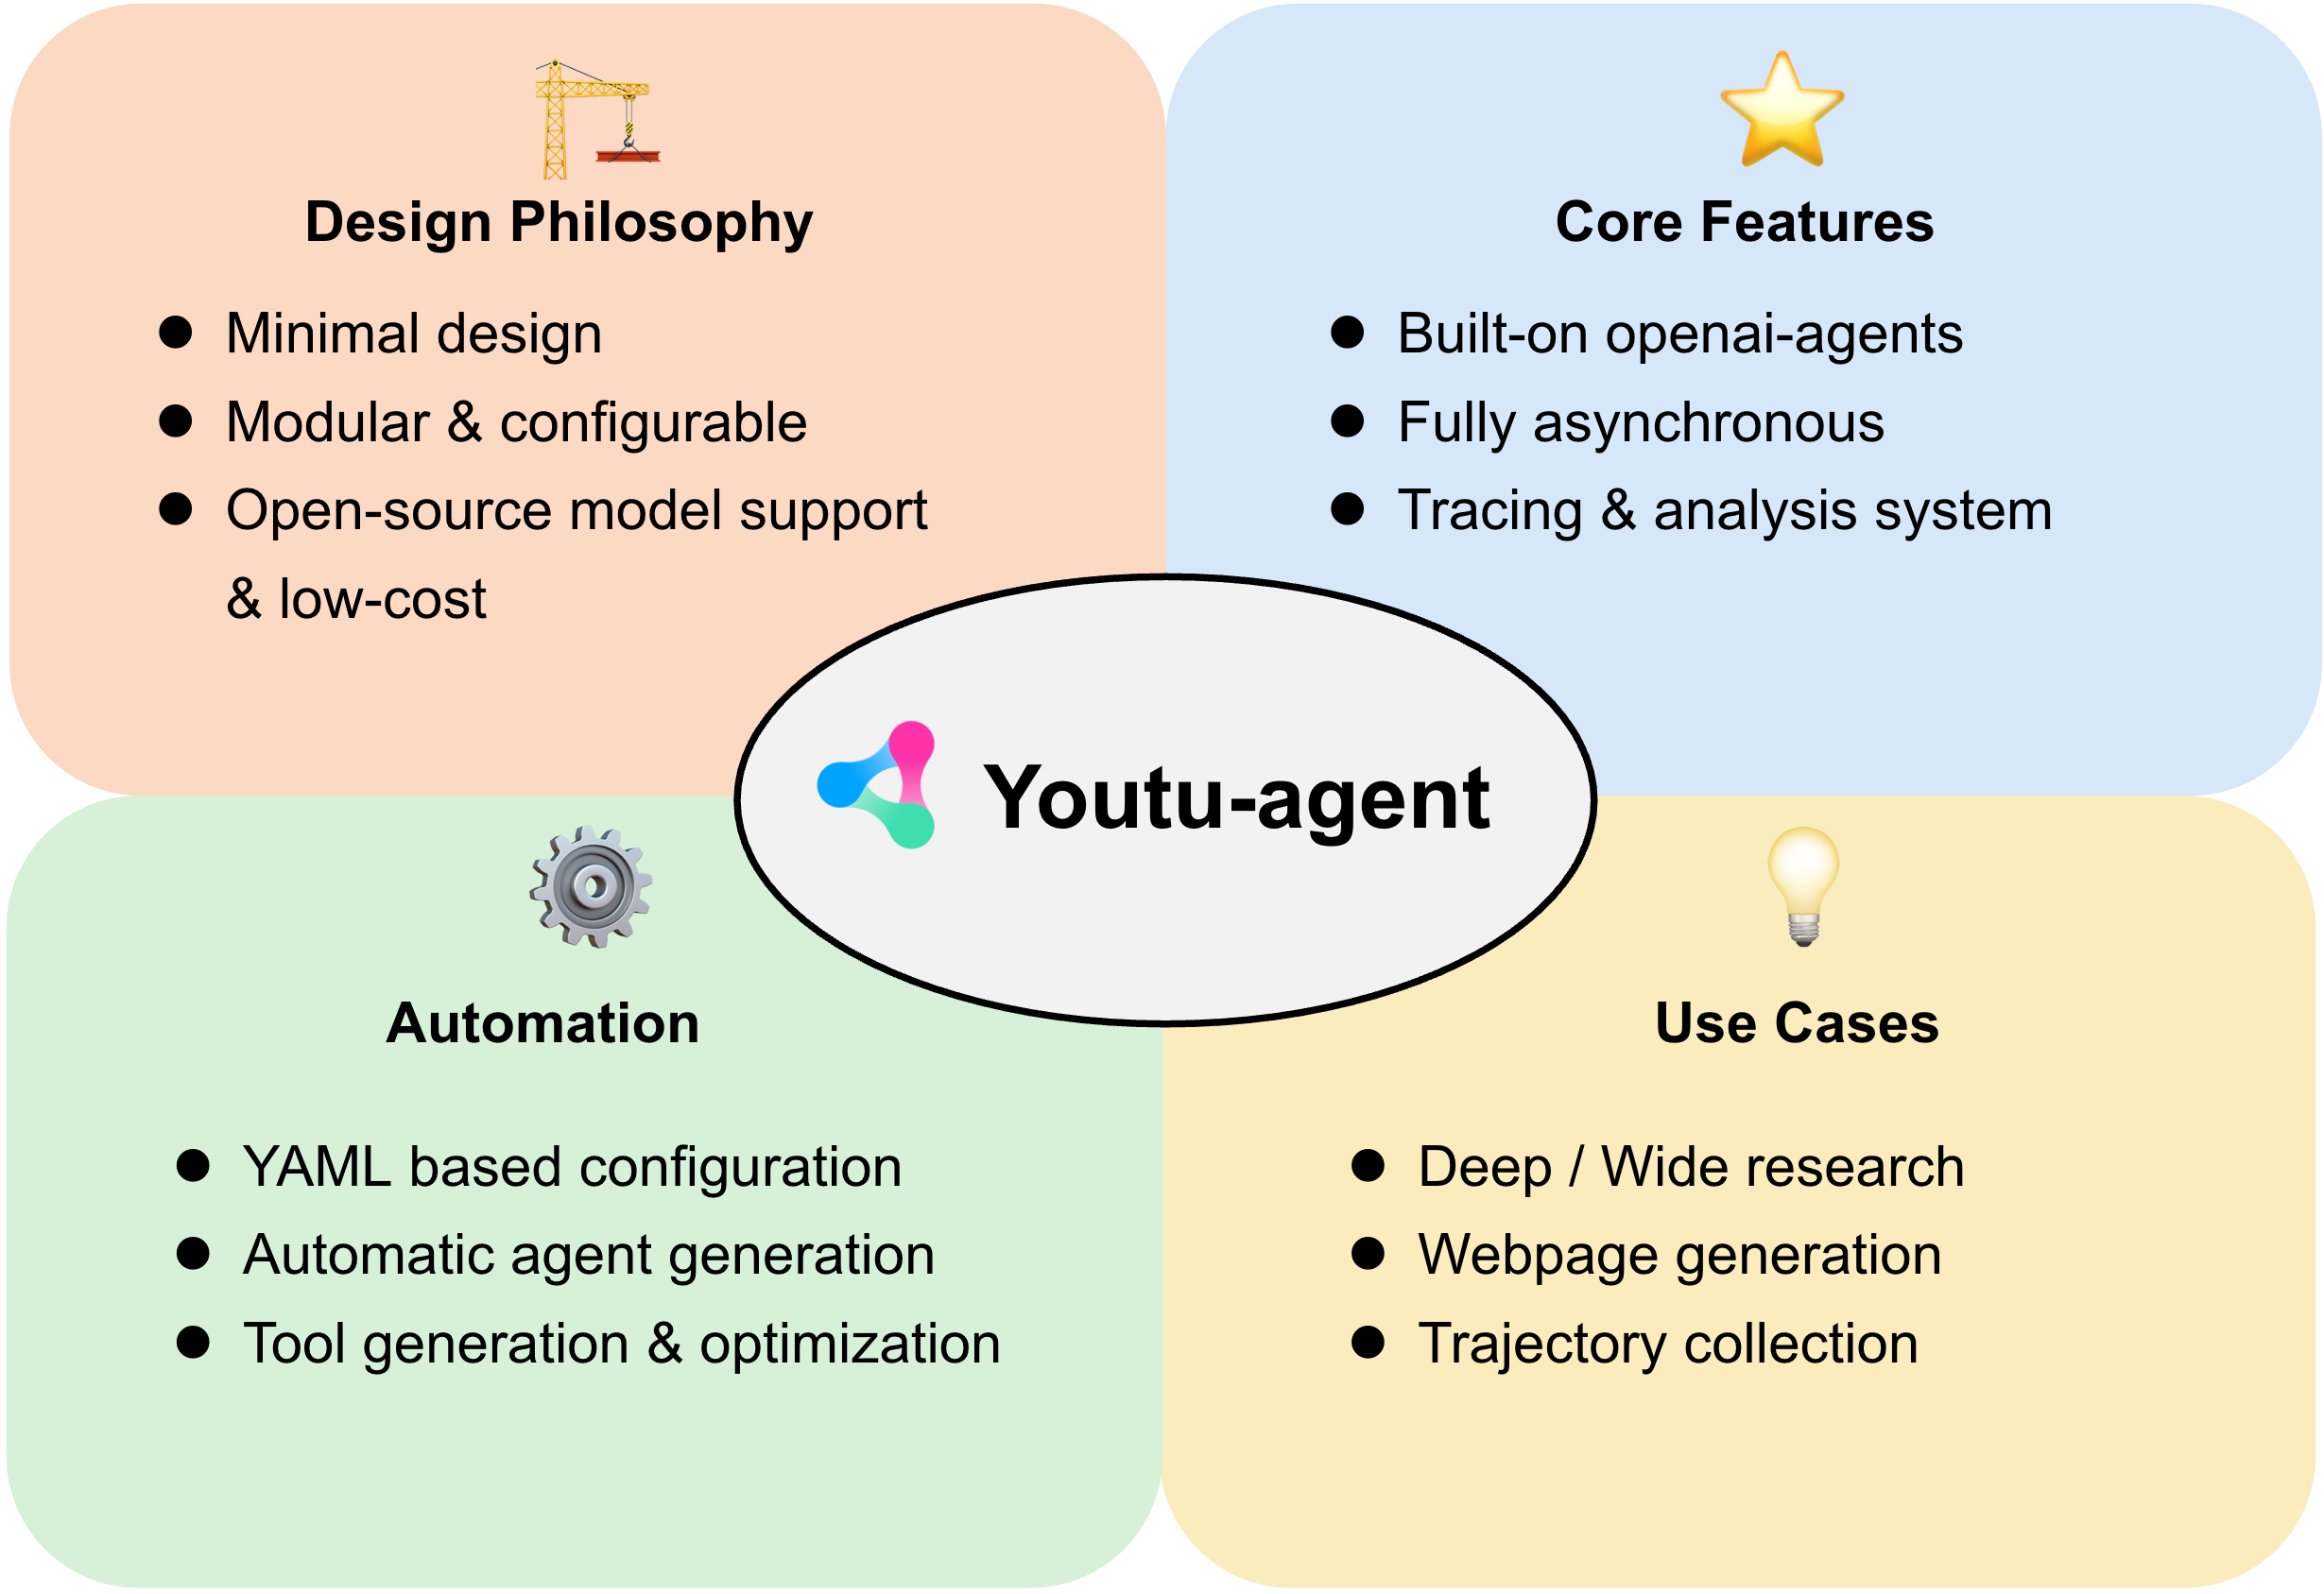 Design Philosophy
● Minimal design
● Modular & configurable
● Open-source model support
& low-cost
Core Features
● Built-on openai-agents
● Fully asynchronous
● Tracing & analysis system
Youtu-agent
Automation
● YAML based configuration
● Automatic agent generation
● Tool generation & optimization
Use Cases
● Deep / Wide research
● Webpage generation
● Trajectory collection